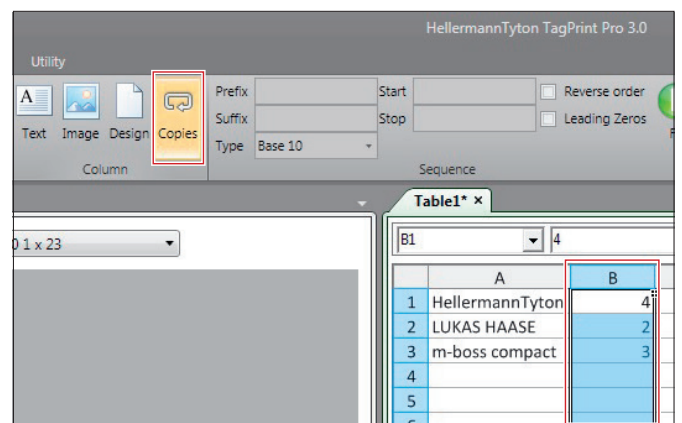 HellermannTyton TagPrint Pro 3.0
Utility
Prefix Start Reverse order
Suffix Stop Leading Zeros
Type Base 10
A Text Image Design Copies
Column Sequence
Table1* ×
0 1 x 23
B1 4
A B
1 HellermannTyton 4
2 LUKAS HAASE 2
3 m-boss compact 3
4
5